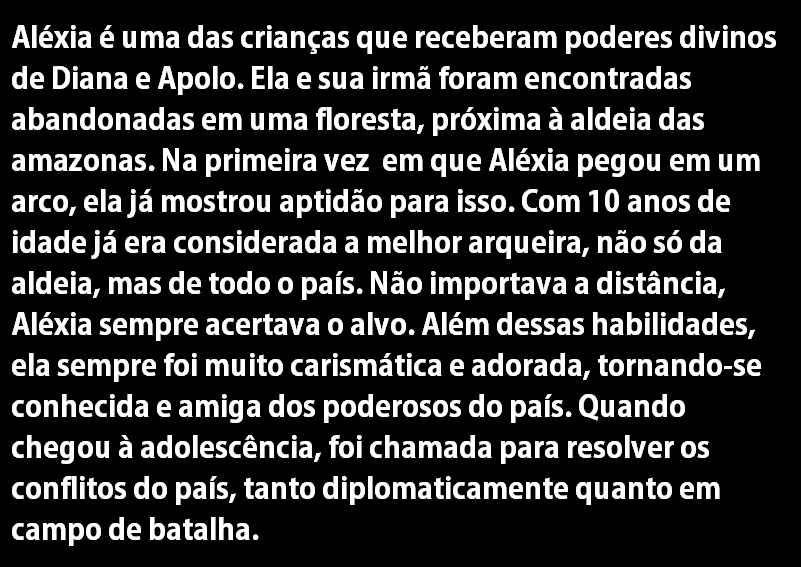 Aléxia é uma das crianças que receberam poderes divinos
de Diana e Apolo. Ela e sua irmã foram encontradas
abandonadas em uma floresta, próxima à aldeia das
amazonas. Na primeira vez  em que Aléxia pegou em um
arco, ela já mostrou aptidão para isso. Com 10 anos de
idade já era considerada a melhor arqueira, não só da
aldeia, mas de todo o país. Não importava a distância,
Aléxia sempre acertava o alvo. Além dessas habilidades,
ela sempre foi muito carismática e adorada, tornando-se
conhecida e amiga dos poderosos do país. Quando
chegou à adolescência, foi chamada para resolver os
conflitos do país, tanto diplomaticamente quanto em
campo de batalha.